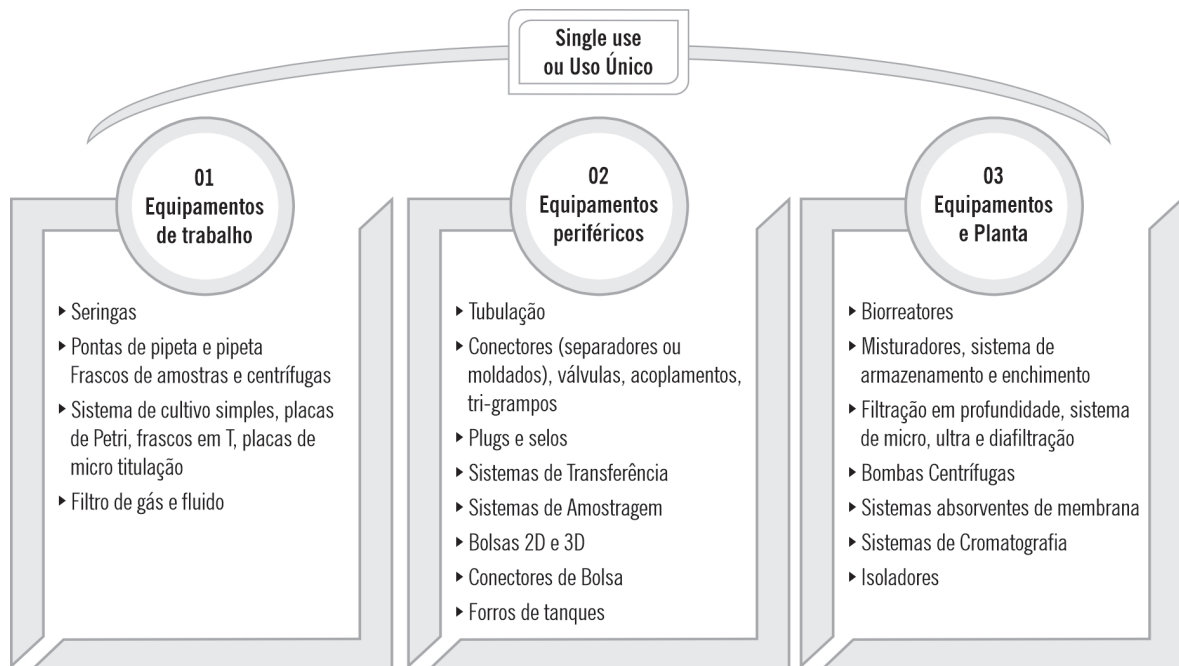 Single use
ou Uso Único
01
Equipamentos
de trabalho
‣ Seringas
‣ Pontas de pipeta e pipeta
Frascos de amostras e centrífugas
‣ Sistema de cultivo simples, placas
de Petri, frascos em T, placas de
micro titulação
‣ Filtro de gás e fluido
02
Equipamentos
periféricos
‣ Tubulação
‣ Conectores (separadores ou
moldados), válvulas, acoplamentos,
tri-grampos
‣ Plugs e selos
‣ Sistemas de Transferência
‣ Sistemas de Amostragem
‣ Bolsas 2D e 3D
‣ Conectores de Bolsa
‣ Forros de tanques
03
Equipamentos
e Planta
‣ Biorreatores
‣ Misturadores, sistema de
armazenamento e enchimento
‣ Filtração em profundidade, sistema
de micro, ultra e diafiltração
‣ Bombas Centrífugas
‣ Sistemas absorventes de membrana
‣ Sistemas de Cromatografia
‣ Isoladores